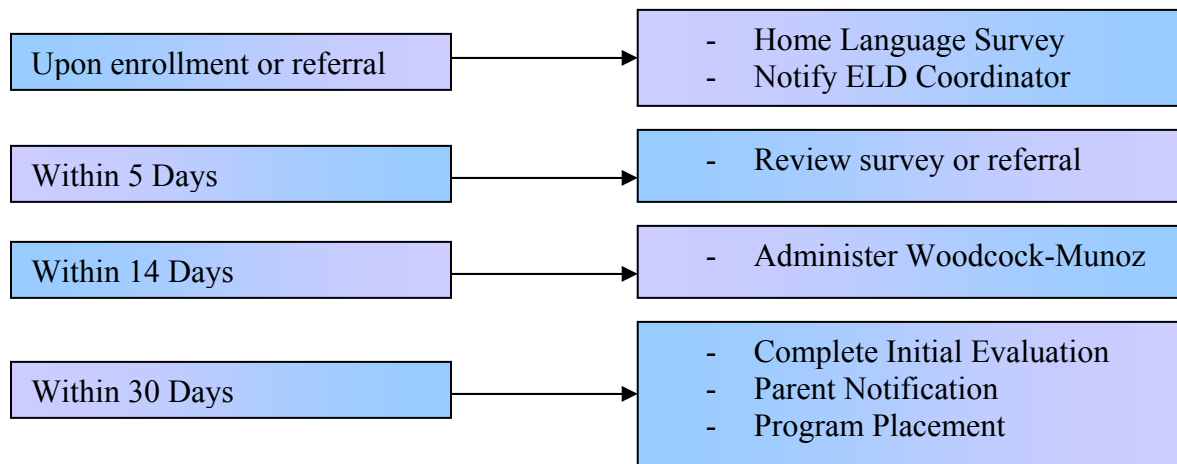 Upon enrollment or referral
- Home Language Survey
- Notify ELD Coordinator
Within 5 Days
- Review survey or referral
Within 14 Days
- Administer Woodcock-Munoz
Within 30 Days
- Complete Initial Evaluation
- Parent Notification
- Program Placement